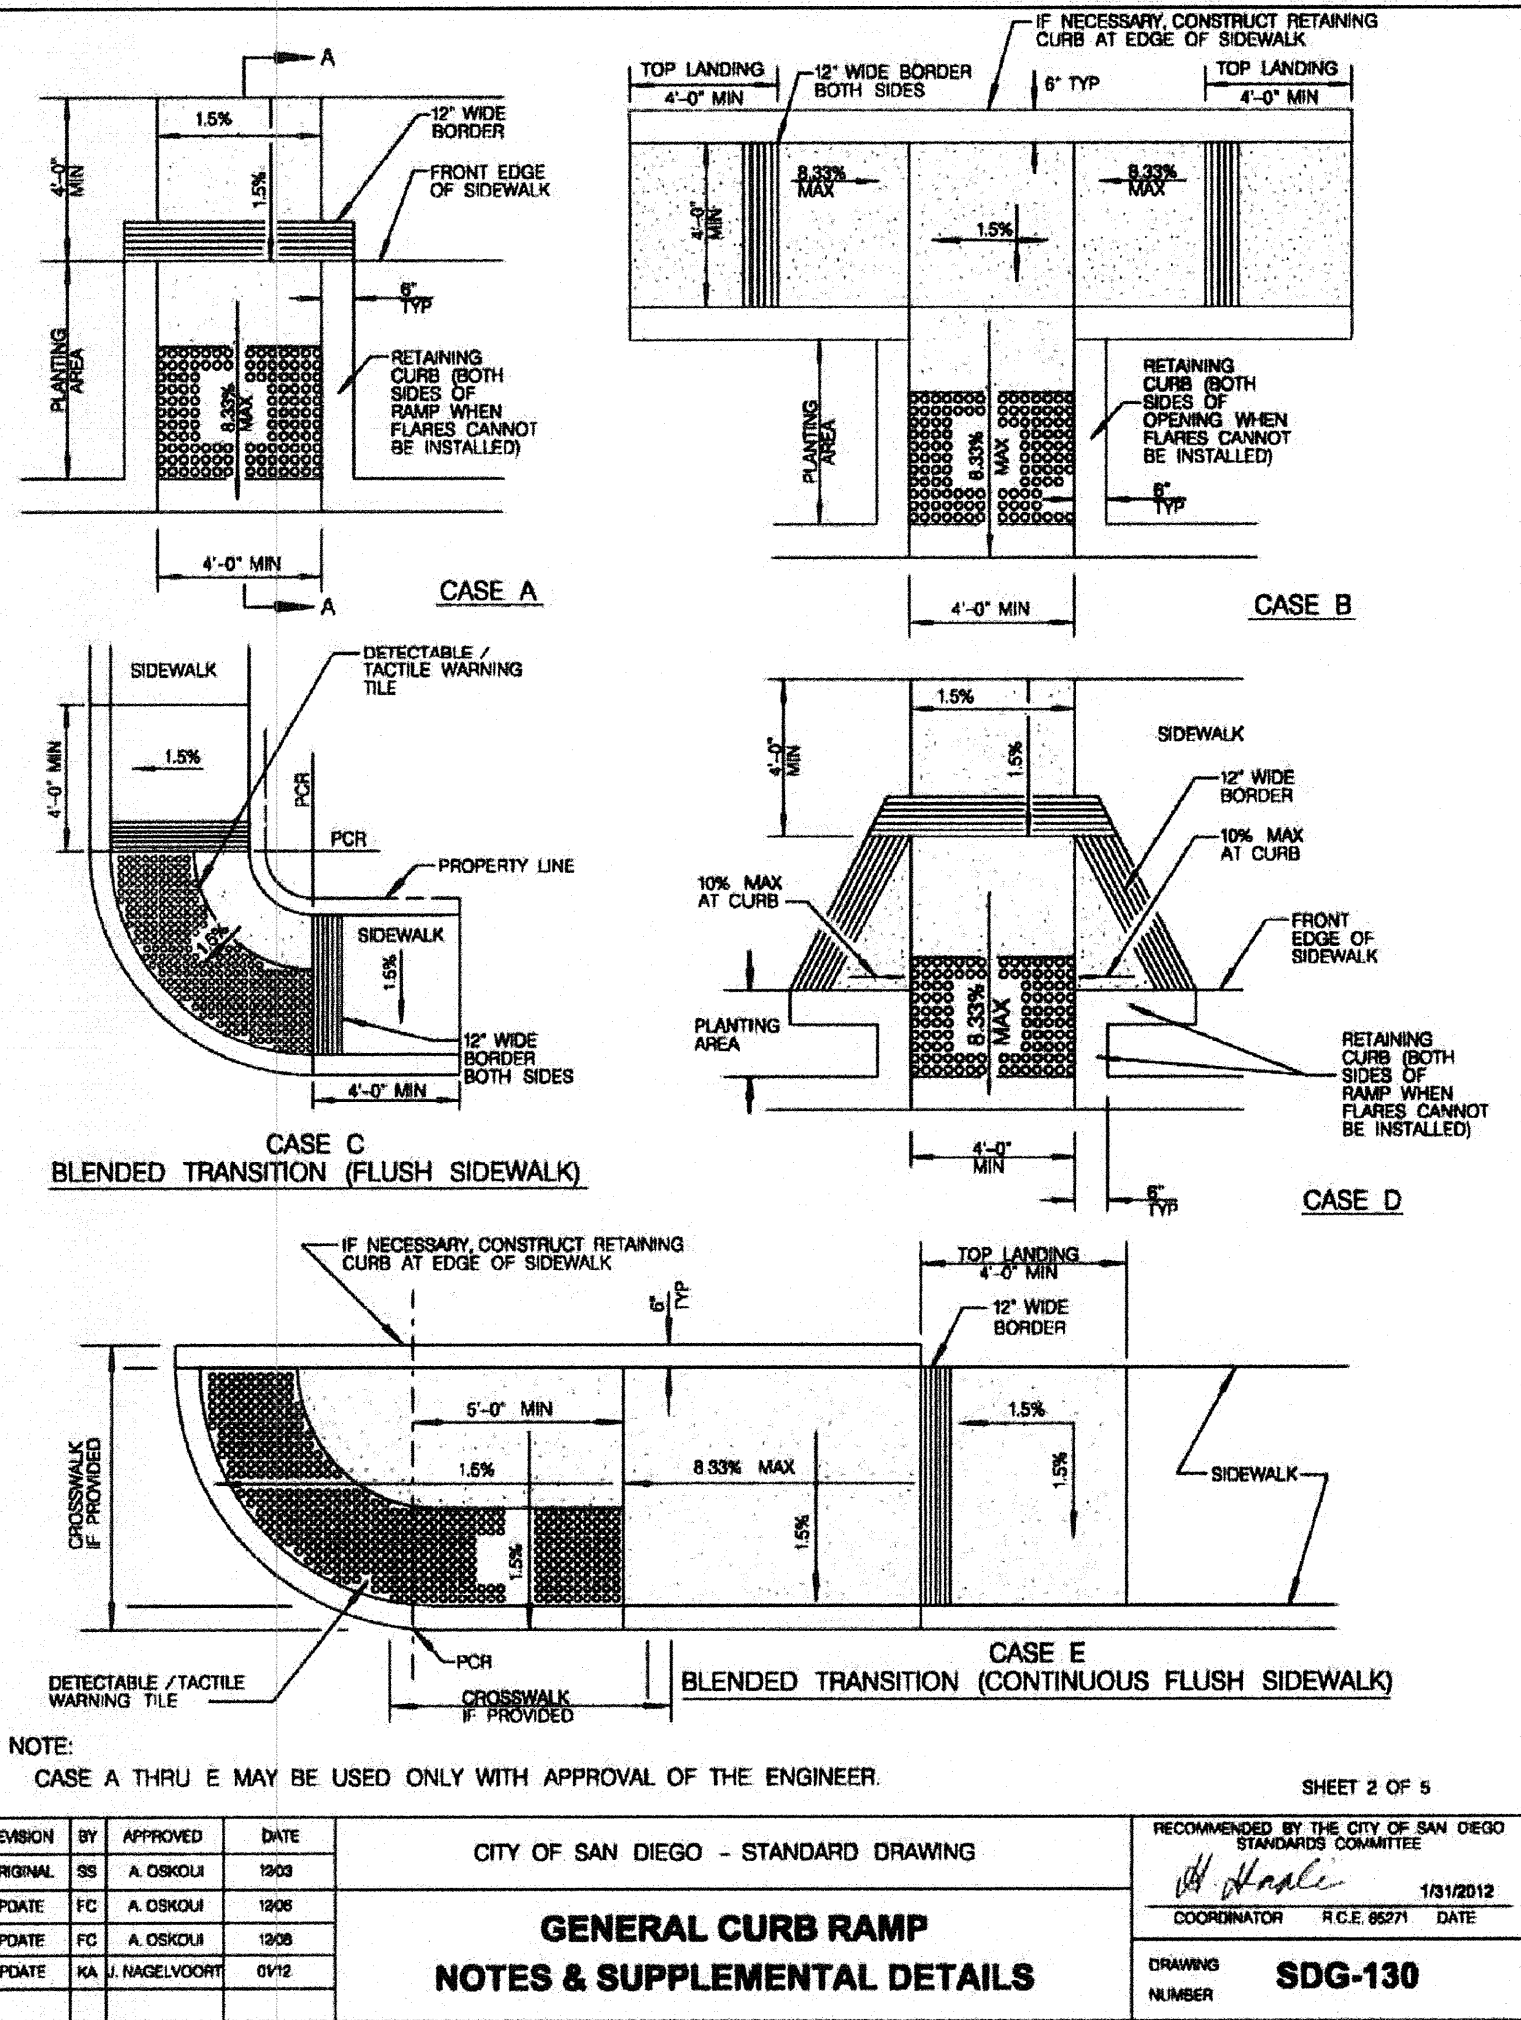 A
1.5%
12" WIDE
BORDER
FRONT EDGE
OF SIDEWALK
4'-0"
MIN
1.5%
6"
TYP
PLANTING
AREA
8.33%
MAX
RETAINING
CURB (BOTH
SIDES OF
RAMP WHEN
FLARES CANNOT
BE INSTALLED)
4'-0" MIN
A
CASE A
IF NECESSARY, CONSTRUCT RETAINING
CURB AT EDGE OF SIDEWALK
TOP LANDING
4'-0" MIN
12" WIDE BORDER
BOTH SIDES
6" TYP
TOP LANDING
4'-0" MIN
4'-0"
MIN
8.33%
MAX
8.33%
MAX
1.5%
PLANTING
AREA
8.33%
MAX
RETAINING
CURB (BOTH
SIDES OF
OPENING WHEN
FLARES CANNOT
BE INSTALLED)
6"
TYP
4'-0" MIN
CASE B
SIDEWALK
DETECTABLE /
TACTILE WARNING
TILE
4'-0" MIN
1.5%
PCR
PCR
PROPERTY LINE
1.5%
SIDEWALK
1.5%
12" WIDE
BORDER
BOTH SIDES
4'-0" MIN
CASE C
BLENDED TRANSITION (FLUSH SIDEWALK)
1.5%
4'-0"
MIN
1.5%
SIDEWALK
12" WIDE
BORDER
10% MAX
AT CURB
10% MAX
AT CURB
FRONT
EDGE OF
SIDEWALK
PLANTING
AREA
8.33%
MAX
RETAINING
CURB (BOTH
SIDES OF
RAMP WHEN
FLARES CANNOT
BE INSTALLED)
4'-0"
MIN
6"
TYP
CASE D
IF NECESSARY, CONSTRUCT RETAINING
CURB AT EDGE OF SIDEWALK
6"
TYP
TOP LANDING
4'-0" MIN
12" WIDE
BORDER
CROSSWALK
IF PROVIDED
5'-0" MIN
1.5%
8.33% MAX
1.5%
1.5%
1.5%
1.5%
SIDEWALK
DETECTABLE / TACTILE
WARNING TILE
PCR
CROSSWALK
IF PROVIDED
CASE E
BLENDED TRANSITION (CONTINUOUS FLUSH SIDEWALK)
NOTE:
CASE A THRU E MAY BE USED ONLY WITH APPROVAL OF THE ENGINEER.
SHEET 2 OF 5
EVISION BY APPROVED DATE
RIGINAL SS A. OSKOUI 12/03
PDATE FC A. OSKOUI 12/06
PDATE FC A. OSKOUI 12/08
PDATE KA J. NAGELVOORT 01/12
CITY OF SAN DIEGO - STANDARD DRAWING
GENERAL CURB RAMP
NOTES & SUPPLEMENTAL DETAILS
RECOMMENDED BY THE CITY OF SAN DIEGO
STANDARDS COMMITTEE
1/31/2012
COORDINATOR R.C.E. 65271 DATE
DRAWING
NUMBER
SDG-130